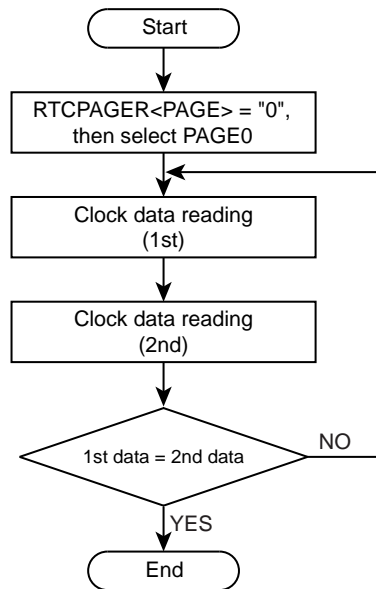 Start
RTCPAGER<PAGE> = "0",
then select PAGE0
Clock data reading
(1st)
Clock data reading
(2nd)
1st data = 2nd data
NO
YES
End